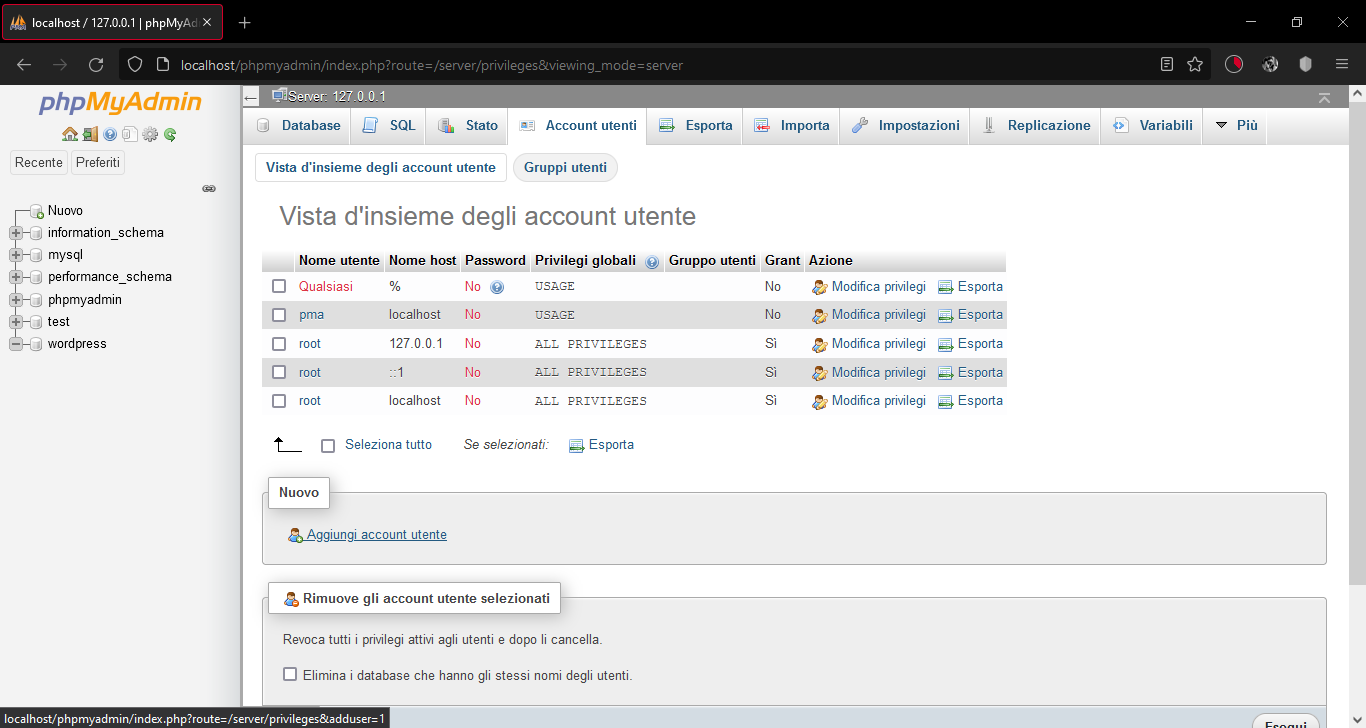 localhost / 127.0.0.1 | phpMyAd
localhost/phpmyadmin/index.php?route=/server/privileges&viewing_mode=server
phpMyAdmin
Recente Preferiti
Nuovo
information_schema
mysql
performance_schema
phpmyadmin
test
wordpress
Server: 127.0.0.1
Database SQL Stato Account utenti Esporta Importa Impostazioni Replicazione Variabili Più
Vista d'insieme degli account utente Gruppi utenti
Vista d'insieme degli account utente
Nome utente Nome host Password Privilegi globali Gruppo utenti Grant Azione
Qualsiasi % No USAGE No Modifica privilegi Esporta
pma localhost No USAGE No Modifica privilegi Esporta
root 127.0.0.1 No ALL PRIVILEGES Sì Modifica privilegi Esporta
root ::1 No ALL PRIVILEGES Sì Modifica privilegi Esporta
root localhost No ALL PRIVILEGES Sì Modifica privilegi Esporta
Seleziona tutto Se selezionati: Esporta
Nuovo
Aggiungi account utente
Rimuove gli account utente selezionati
Revoca tutti i privilegi attivi agli utenti e dopo li cancella.
Elimina i database che hanno gli stessi nomi degli utenti.
localhost/phpmyadmin/index.php?route=/server/privileges&adduser=1
Esegui